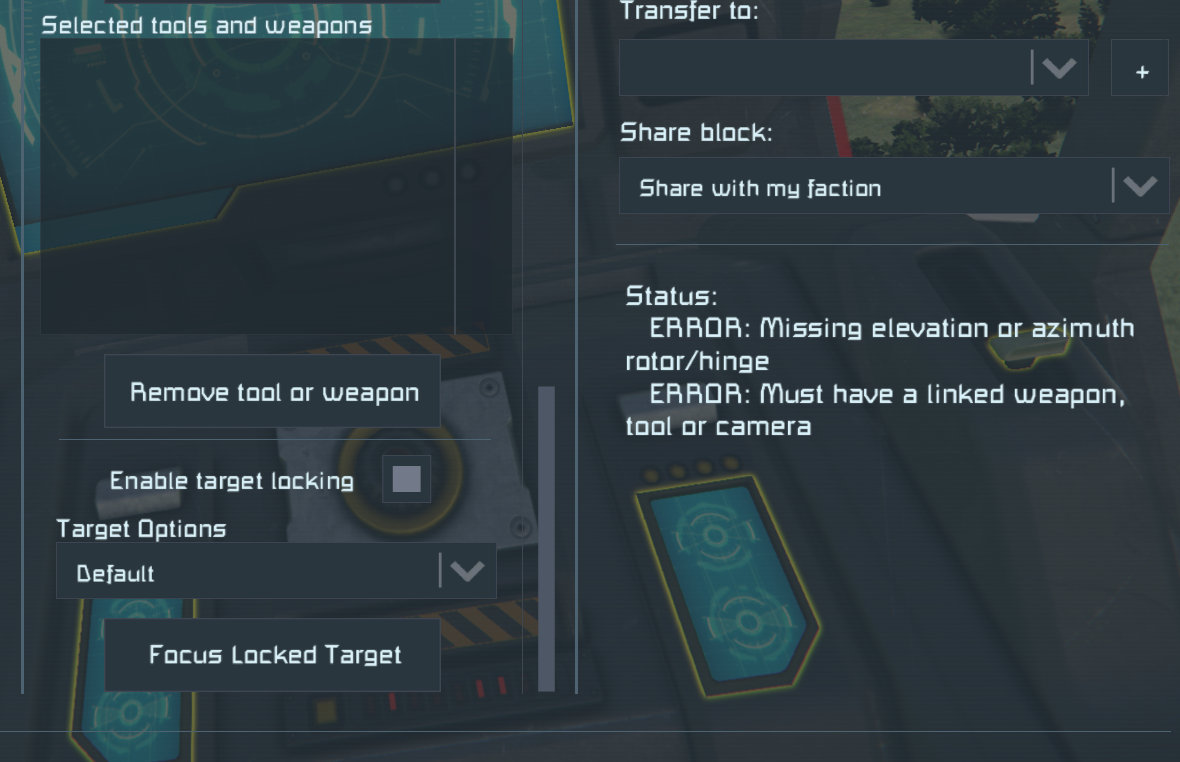 Selected tools and weapons
Remove tool or weapon
Enable target locking
Target Options
Default
Focus Locked Target
Transfer to:
+
Share block:
Share with my faction
Status:
ERROR: Missing elevation or azimuth
rotor/hinge
ERROR: Must have a linked weapon,
tool or camera